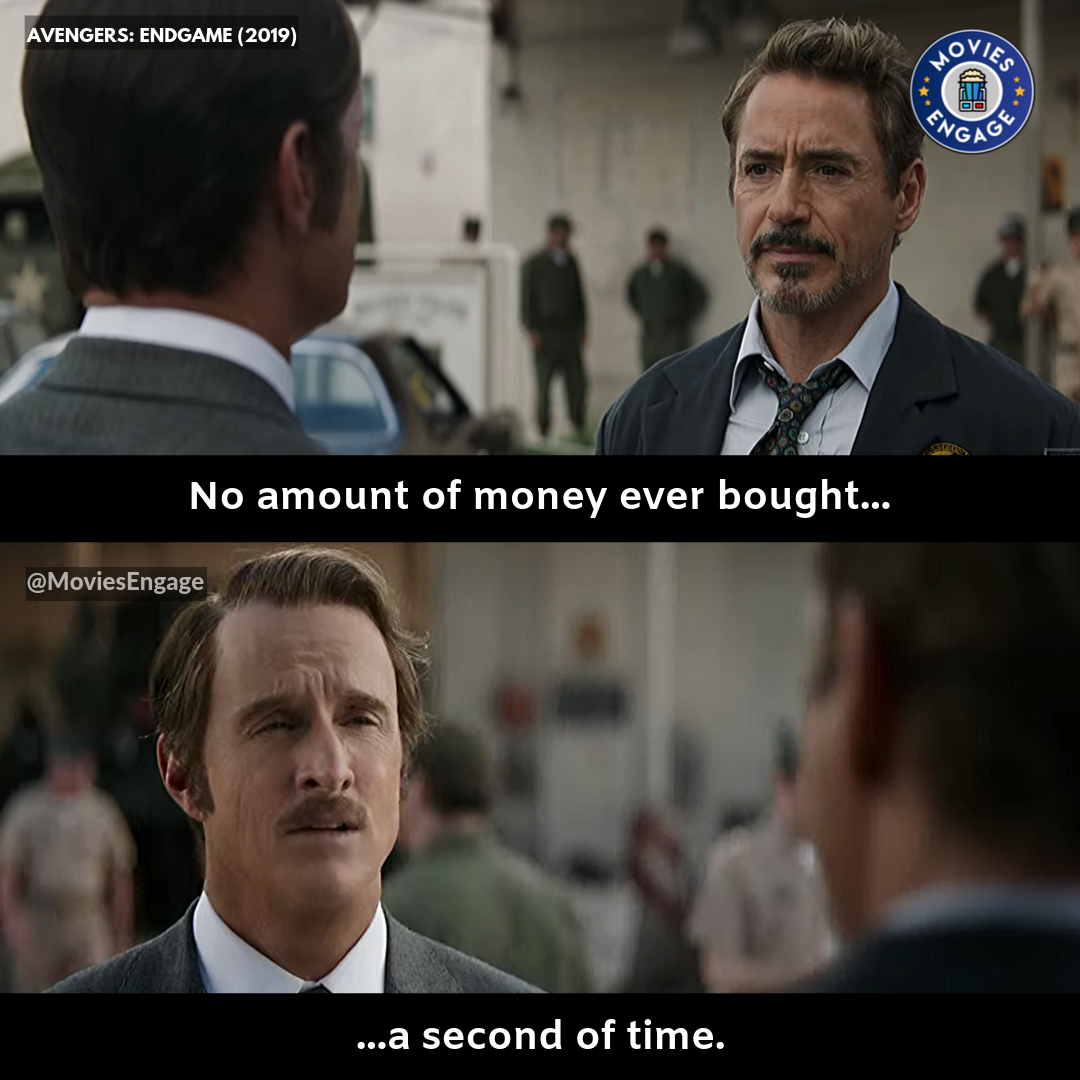 AVENGERS: ENDGAME (2019)
MOVIES
ENGAGE
No amount of money ever bought...
@MoviesEngage
...a second of time.